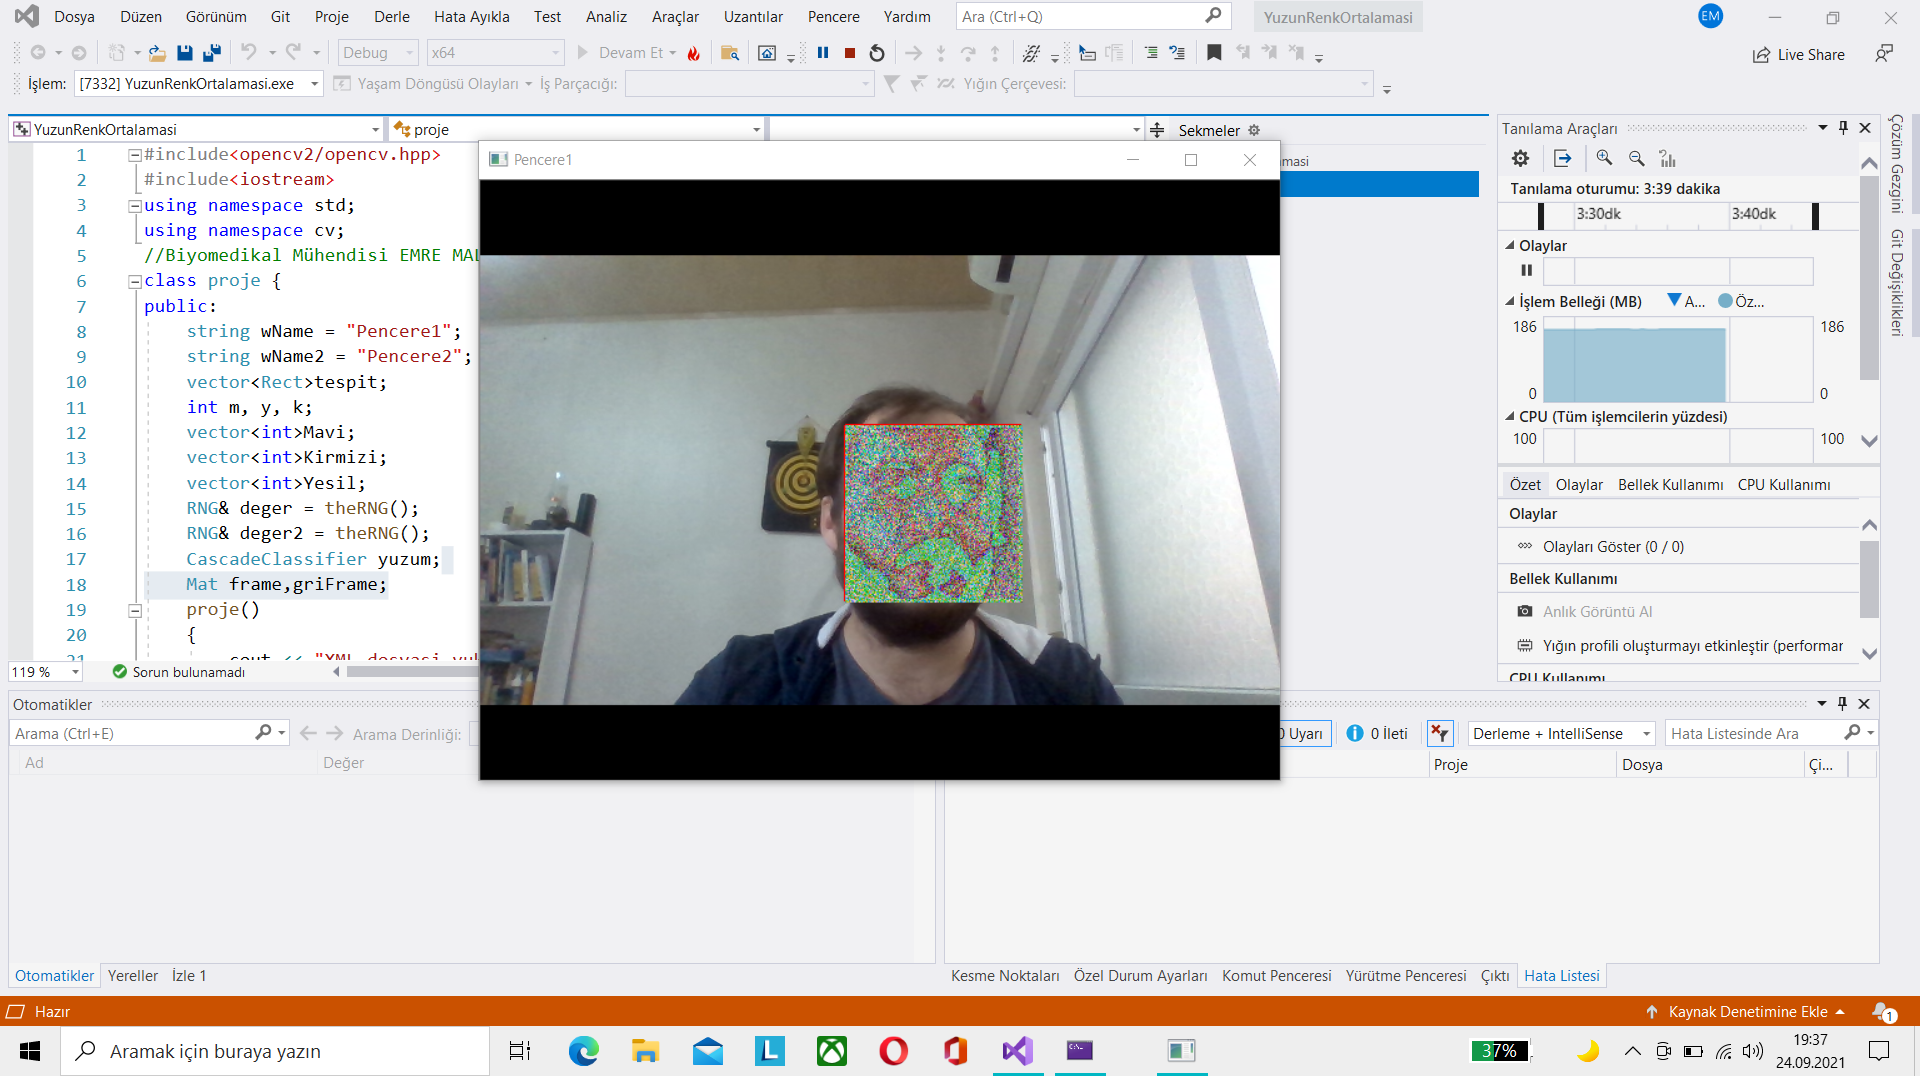 Dosya Düzen Görünüm Git Proje Derle Hata Ayıkla Test Analiz Araçlar Uzantılar Pencere Yardım Ara (Ctrl+Q) YuzunRenkOrtalamasi EM
Debug x64 Devam Et Live Share
İşlem: [7332] YuzunRenkOrtalamasi.exe Yaşam Döngüsü Olayları İş Parçacığı: Yığın Çerçevesi:
YuzunRenkOrtalamasi proje Sekmeler
Pencere1
1 #include<opencv2/opencv.hpp>
2 #include<iostream>
3 using namespace std;
4 using namespace cv;
5 //Biyomedikal Mühendisi EMRE MAL
6 class proje {
7 public:
8 string wName = "Pencere1";
9 string wName2 = "Pencere2";
10 vector<Rect>tespit;
11 int m, y, k;
12 vector<int>Mavi;
13 vector<int>Kirmizi;
14 vector<int>Yesil;
15 RNG& deger = theRNG();
16 RNG& deger2 = theRNG();
17 CascadeClassifier yuzum;
18 Mat frame,griFrame;
19 proje()
20 {
119 % Sorun bulunamadı
Tanılama Araçları
Tanılama oturumu: 3:39 dakika
3:30dk 3:40dk
Olaylar
İşlem Belleği (MB) A... Öz...
186 186
0 0
CPU (Tüm işlemcilerin yüzdesi)
100 100
Özet Olaylar Bellek Kullanımı CPU Kullanımı
Olaylar
Olayları Göster (0 / 0)
Bellek Kullanımı
Anlık Görüntü Al
Yığın profili oluşturmayı etkinleştir (performar
CPU Kullanımı
Çözüm Gezgini
Git Değişiklikleri
Otomatikler
Arama (Ctrl+E) Arama Derinliği:
Ad Değer
0 Uyarı 0 İleti Derleme + IntelliSense Hata Listesinde Ara
Proje Dosya Çi...
Otomatikler Yereller İzle 1
Kesme Noktaları Özel Durum Ayarları Komut Penceresi Yürütme Penceresi Çıktı Hata Listesi
Hazır Kaynak Denetimine Ekle 1
Aramak için buraya yazın
37%
19:37
24.09.2021